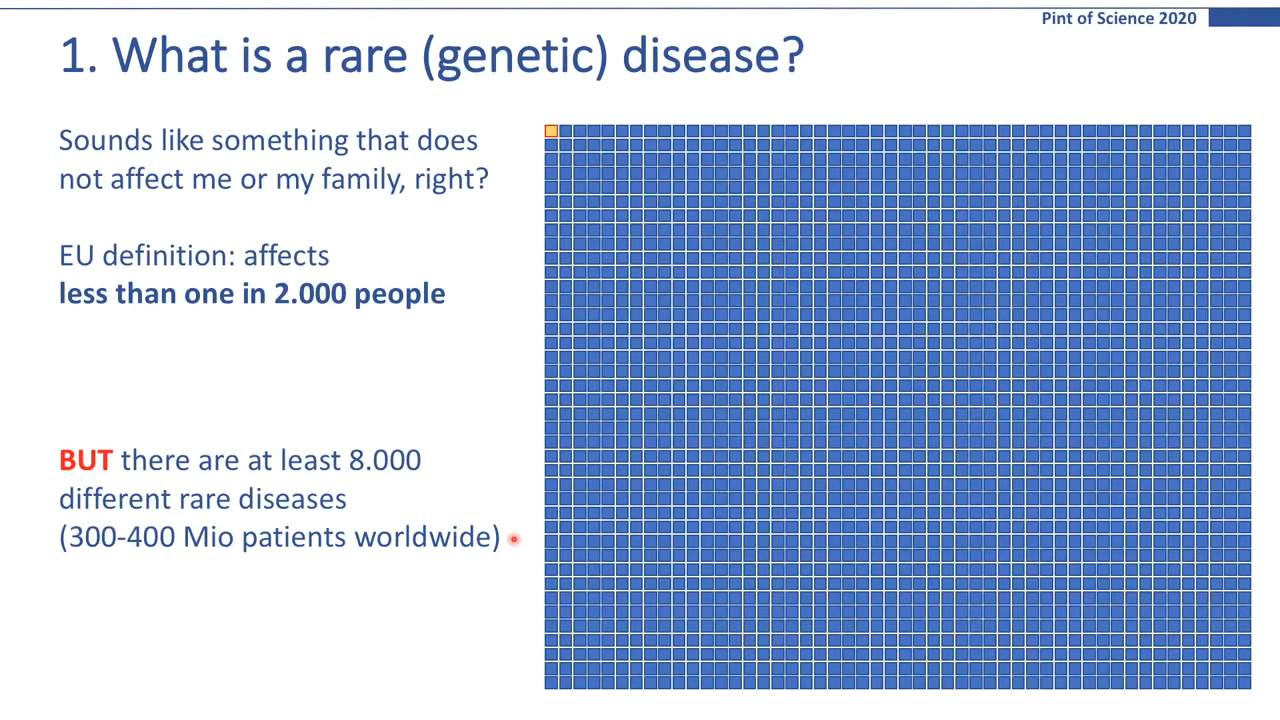 Pint of Science 2020
1. What is a rare (genetic) disease?
Sounds like something that does
not affect me or my family, right?
EU definition: affects
less than one in 2.000 people
BUT there are at least 8.000
different rare diseases
(300-400 Mio patients worldwide)